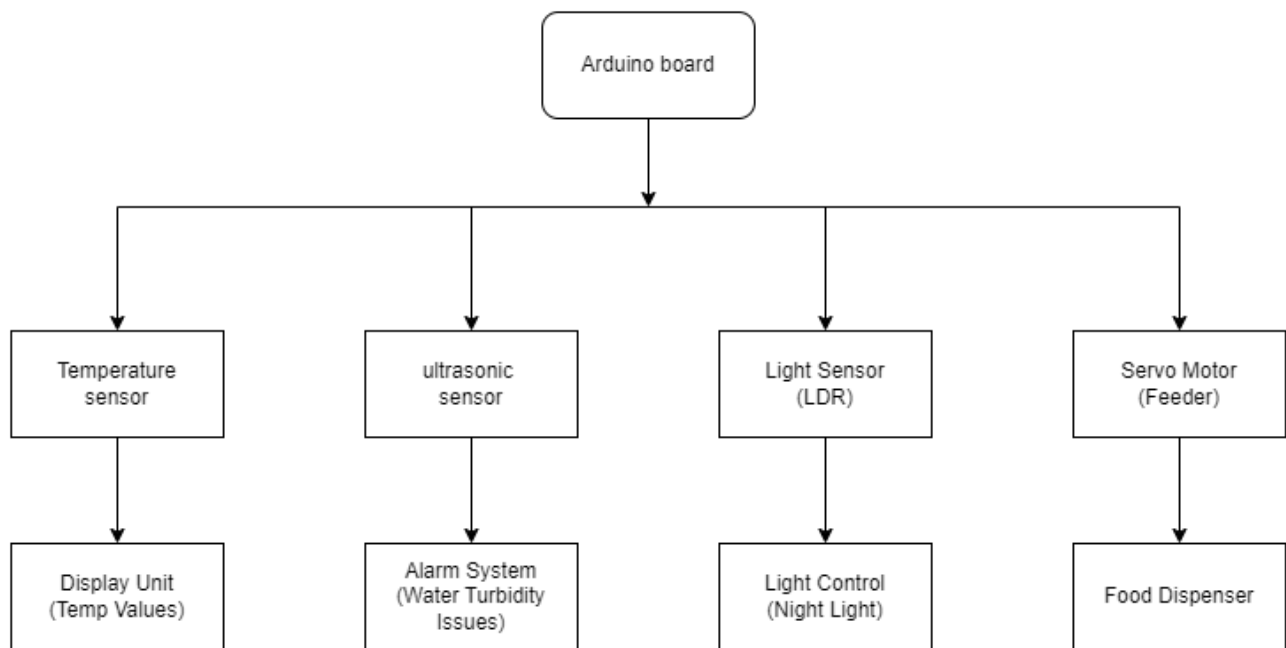 Arduino board
Temperature
sensor
ultrasonic
sensor
Light Sensor
(LDR)
Servo Motor
(Feeder)
Display Unit
(Temp Values)
Alarm System
(Water Turbidity
Issues)
Light Control
(Night Light)
Food Dispenser